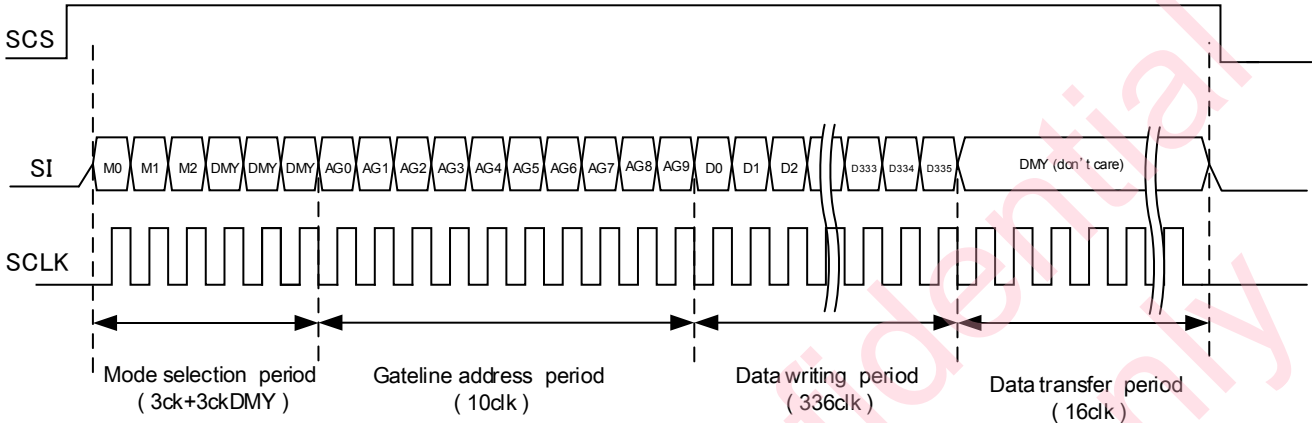 SCS
SI M0 M1 M2 DMY DMY DMY AG0 AG1 AG2 AG3 AG4 AG5 AG6 AG7 AG8 AG9 D0 D1 D2 D333 D334 D335 DMY (don't care)
SCLK
Mode selection period Gateline address period Data writing period Data transfer period
( 3ck+3ckDMY ) ( 10clk ) ( 336clk ) ( 16clk )
fidential
nly